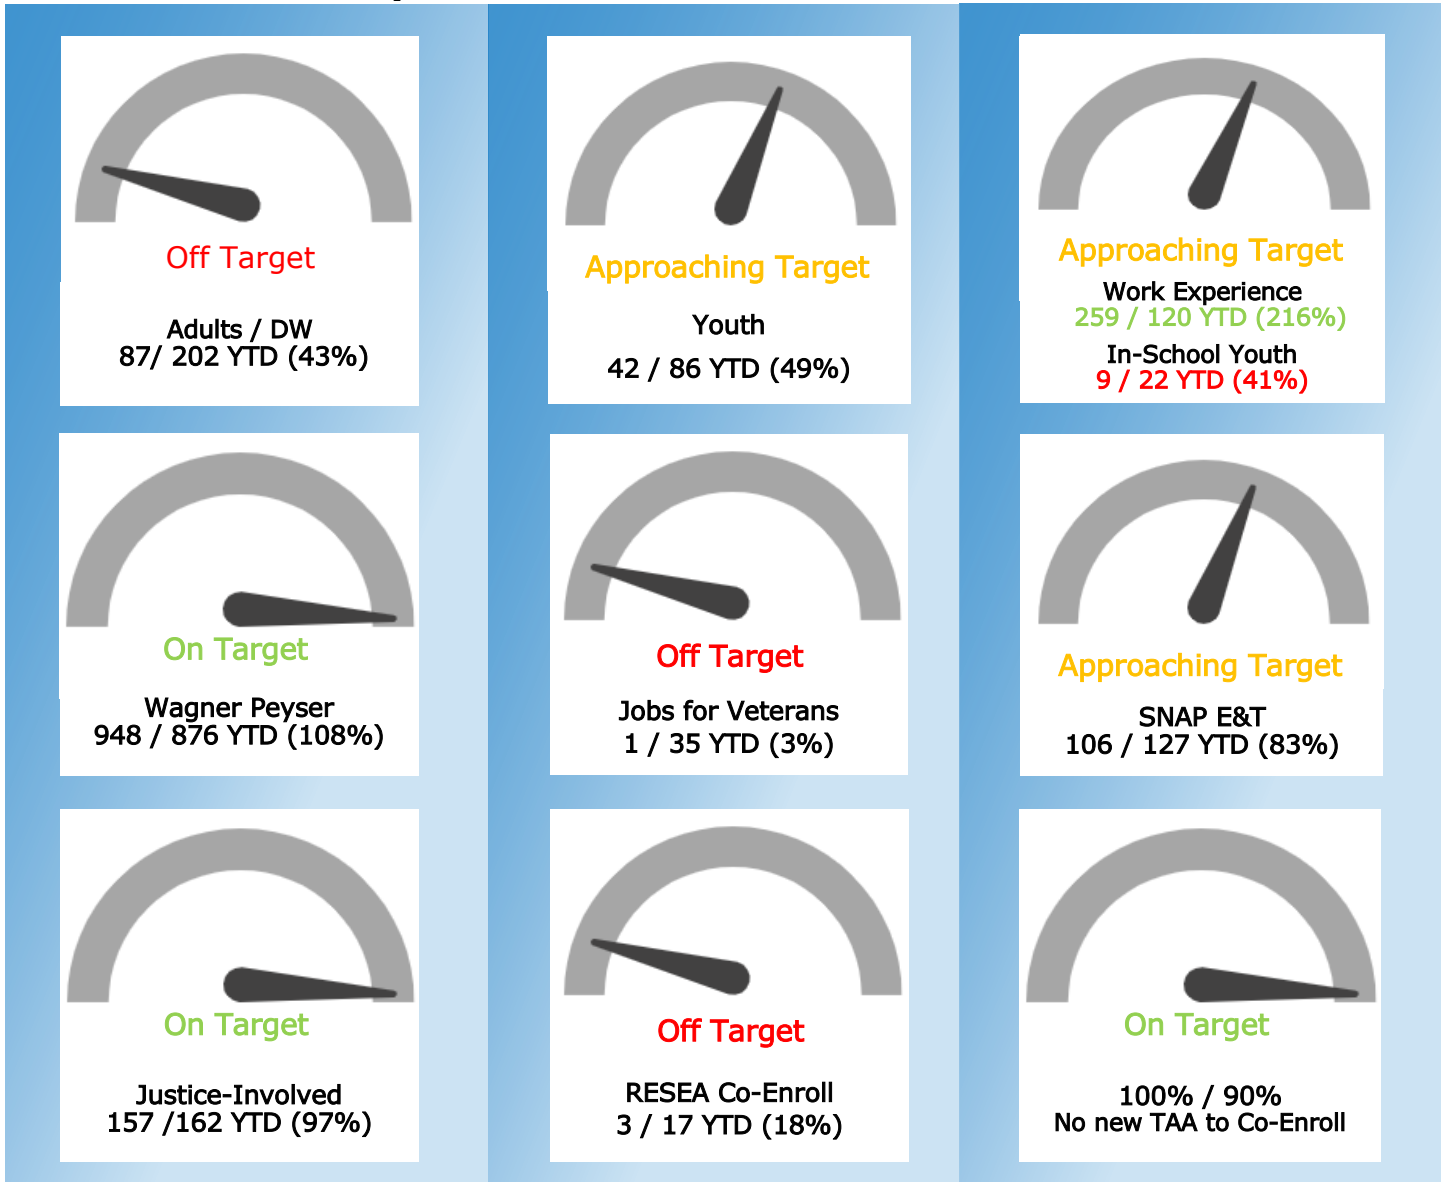 Off Target
Adults / DW
87/ 202 YTD (43%)
Approaching Target
Youth
42 / 86 YTD (49%)
Approaching Target
Work Experience
259 / 120 YTD (216%)
In-School Youth
9 / 22 YTD (41%)
On Target
Wagner Peyser
948 / 876 YTD (108%)
Off Target
Jobs for Veterans
1 / 35 YTD (3%)
Approaching Target
SNAP E&T
106 / 127 YTD (83%)
On Target
Justice-Involved
157 /162 YTD (97%)
Off Target
RESEA Co-Enroll
3 / 17 YTD (18%)
On Target
100% / 90%
No new TAA to Co-Enroll